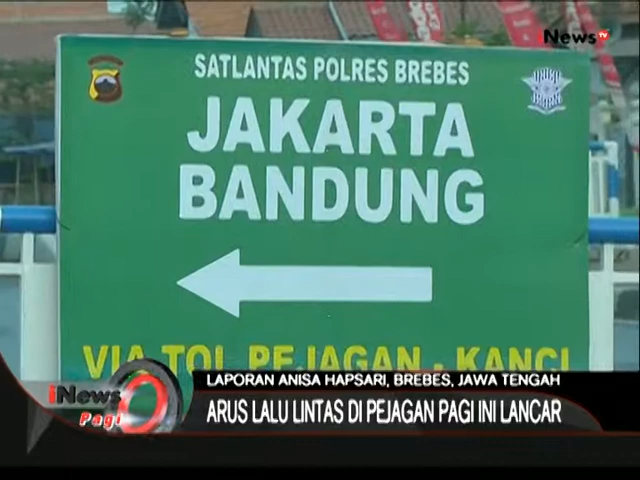 News TV
SATLANTAS POLRES BREBES
JAKARTA
BANDUNG
VIA TOL PEJAGAN - KANCI
LAPORAN ANISA HAPSARI, BREBES, JAWA TENGAH
iNews
Pagi
ARUS LALU LINTAS DI PEJAGAN PAGI INI LANCAR